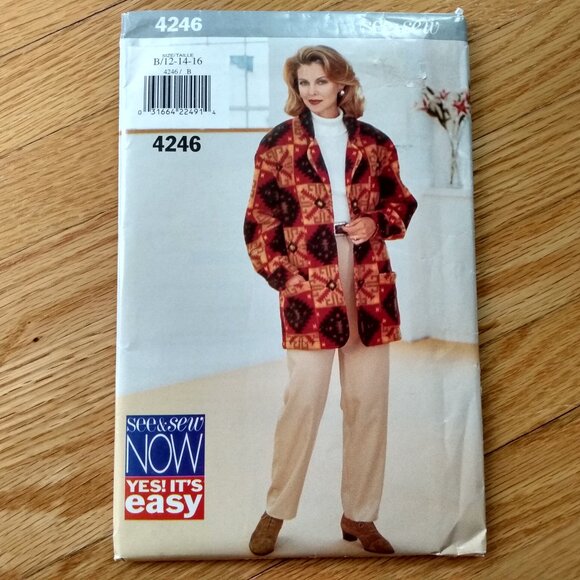 4246
see&sew
SIZE/TAILLE
B/12-14-16
4246/ B
0 31664 22491 4
4246
see&sew
NOW
YES! IT'S
easy